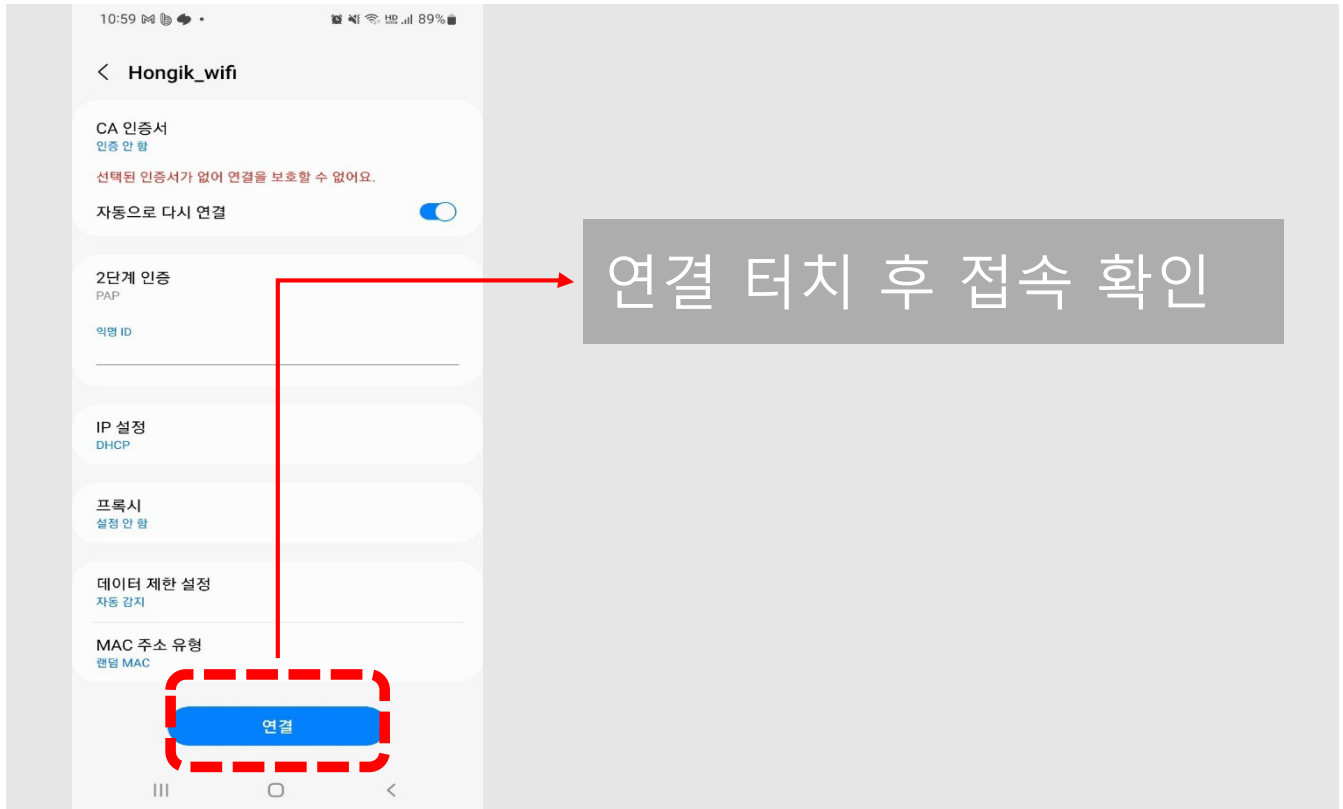 10:59
HD 89%
Hongik_wifi
CA 인증서
인증 안 함
선택된 인증서가 없어 연결을 보호할 수 없어요.
자동으로 다시 연결
2단계 인증
PAP
익명 ID
IP 설정
DHCP
프록시
설정 안 함
데이터 제한 설정
자동 감지
MAC 주소 유형
랜덤 MAC
연결
연결 터치 후 접속 확인